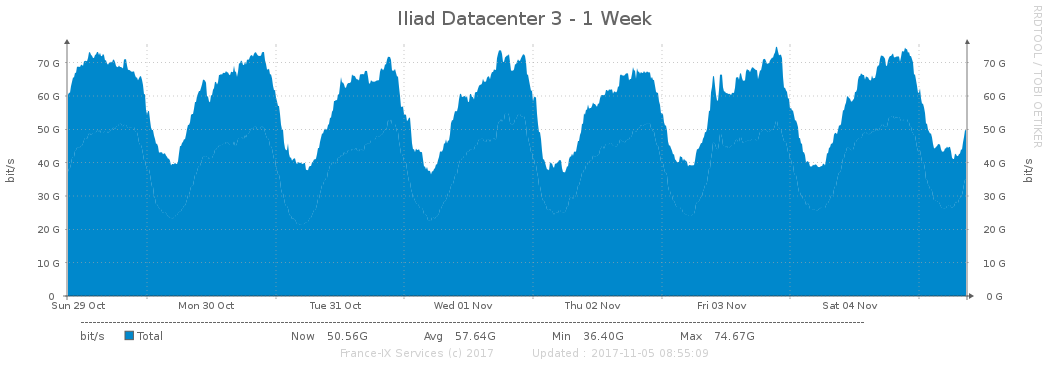 Iliad Datacenter 3 - 1 Week
RRDTOOL / TOBI OETIKER
bit/s
70 G
60 G
50 G
40 G
30 G
20 G
10 G
0
70 G
60 G
50 G
40 G
30 G
20 G
10 G
0 G
bit/s
Sun 29 Oct Mon 30 Oct Tue 31 Oct Wed 01 Nov Thu 02 Nov Fri 03 Nov Sat 04 Nov
bit/s Total Now 50.56G Avg 57.64G Min 36.40G Max 74.67G
France-IX Services (c) 2017 Updated : 2017-11-05 08:55:09